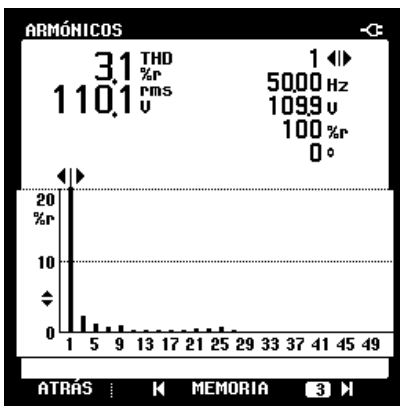 ARMÓNICOS
3,1 THD %r
110,1 rms V
1
50,00 Hz
109,9 V
100 %r
0 °
20
%r
10
0
1 5 9 13 17 21 25 29 33 37 41 45 49
ATRÁS MEMORIA 3